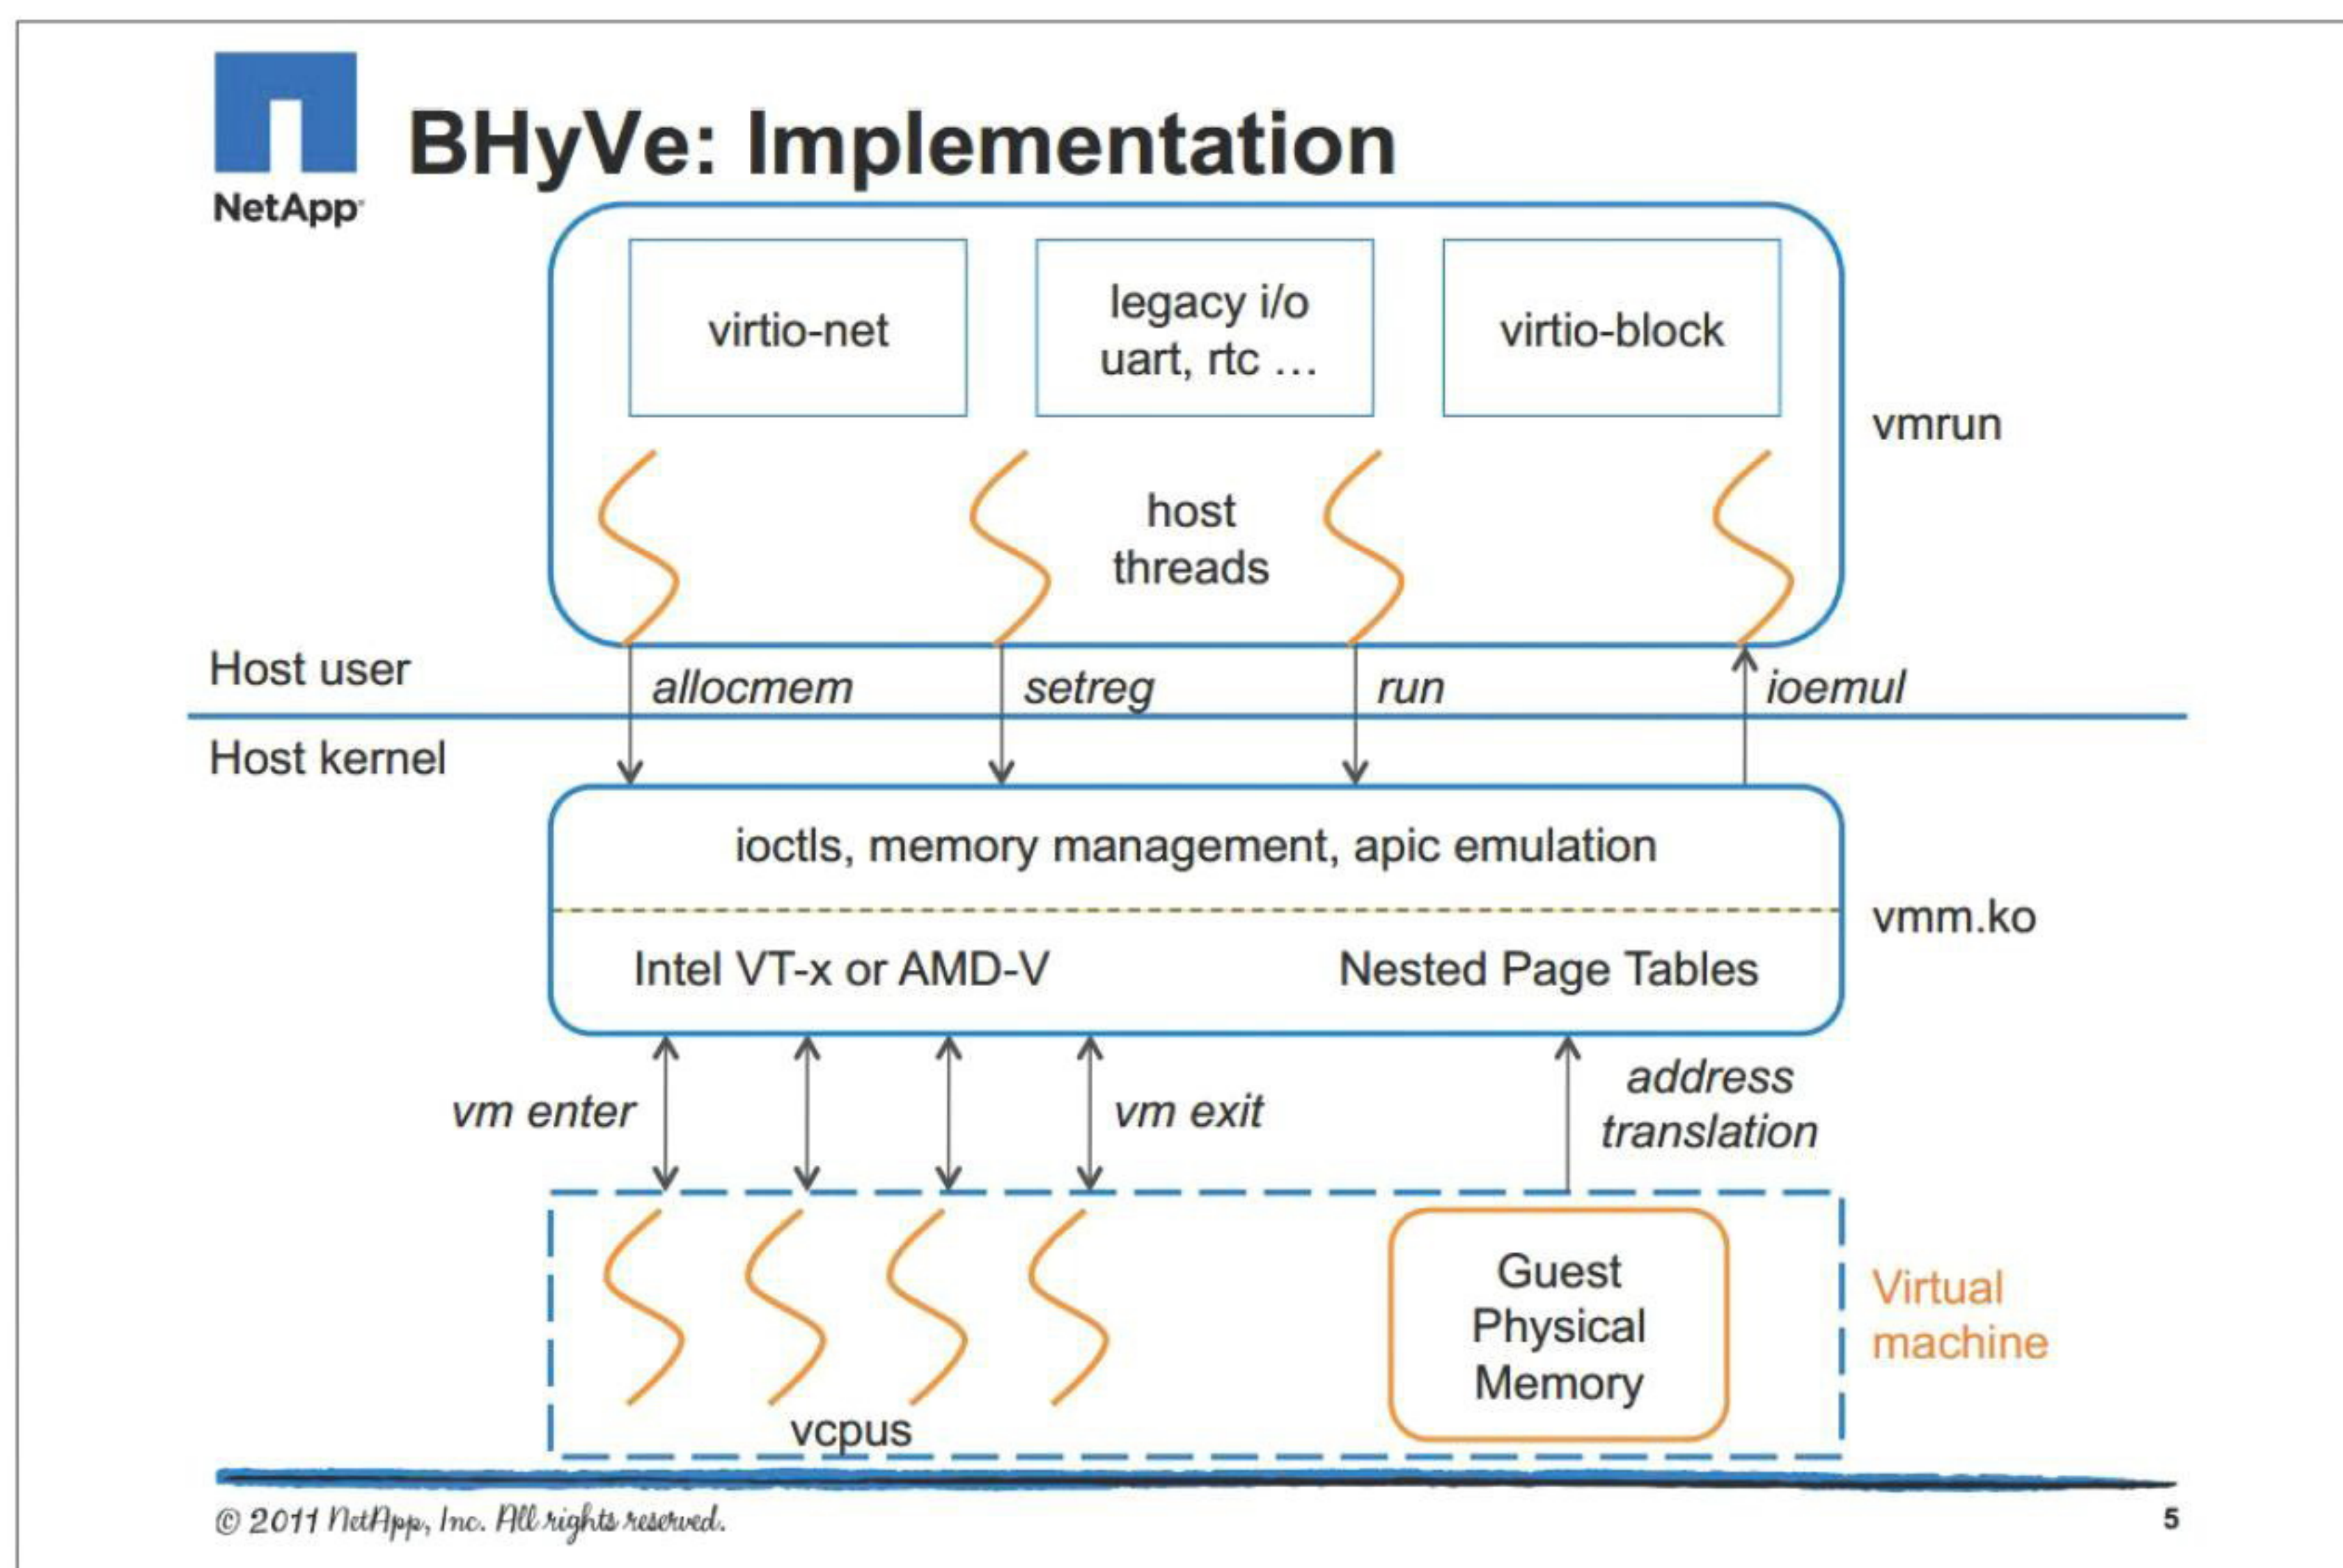 NetApp
BHyVe: Implementation
virtio-net
legacy i/o
uart, rtc ...
virtio-block
vmrun
host
threads
Host user
allocmem
setreg
run
ioemul
Host kernel
ioctls, memory management, apic emulation
vmm.ko
Intel VT-x or AMD-V
Nested Page Tables
vm enter
vm exit
address
translation
Guest
Physical
Memory
Virtual
machine
vcpus
© 2011 NetApp, Inc. All rights reserved.
5